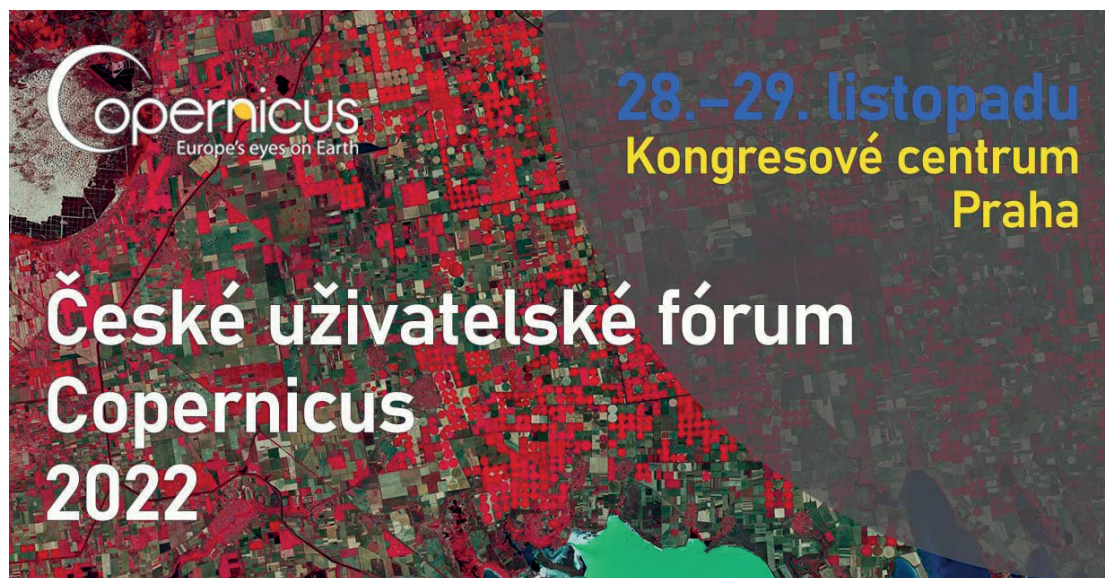 Copernicus
Europe's eyes on Earth
28.–29. listopadu
Kongresové centrum
Praha
České uživatelské fórum
Copernicus
2022